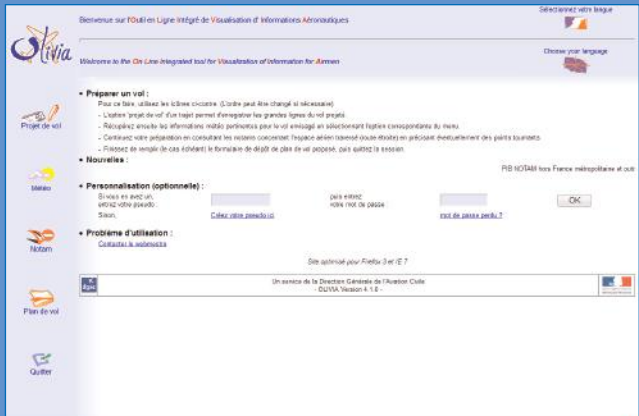 Bienvenue sur l'Outil en Ligne Intégré de Visualisation d'Informations Aéronautiques
Sélectionnez votre langue
Olivia
Welcome to the On Line Integrated tool for Visualization of Information for Airmen
Choose your language
• Préparer un vol :
Pour ce faire, utilisez les icônes ci-contre. (L'ordre peut être changé si nécessaire)
- L'option 'projet de vol' d'un trajet permet d'enregistrer les grandes lignes du vol projeté.
- Récupérez ensuite les informations météo pertinentes pour le vol envisagé en sélectionnant l'option correspondante du menu.
- Continuez votre préparation en consultant les notams concernant l'espace aérien traversé (route étroite) en précisant éventuellement des points tournants.
- Finissez de remplir (le cas échéant) le formulaire de dépôt de plan de vol proposé, puis quittez la session.
Projet de vol
• Nouvelles :
PIB NOTAM hors France métropolitaine et outr
Météo
• Personnalisation (optionnelle) :
Si vous en avez un, entrez votre pseudo
puis entrez votre mot de passe
OK
Sinon,
Créez votre pseudo ici
mot de passe perdu ?
• Problème d'utilisation :
Contacter le webmestre
Notam
Site optimisé pour Firefox 3 et IE 7
dgac
Un service de la Direction Générale de l'Aviation Civile
- OLIVIA Version 4.1.0 -
Plan de vol
Quitter